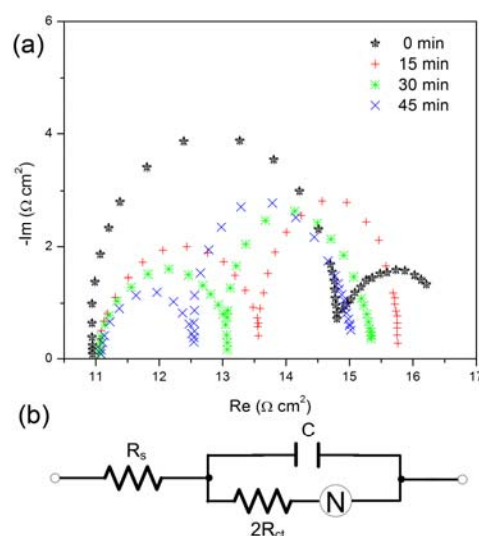 (a)
6
4
2
0
-Im (Ω cm²)
0 min
15 min
30 min
45 min
11 12 13 14 15 16 17
Re (Ω cm²)
(b)
C
Rs
N
2Rct